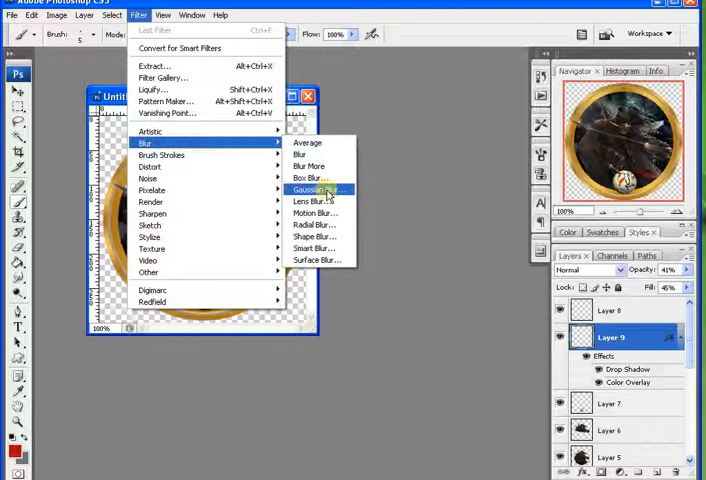 Adobe Photoshop CS3
File Edit Image Layer Select Filter View Window Help
Brush: 5 Mode: Flow: 100% Workspace
Last Filter Ctrl+F
Convert for Smart Filters
Extract... Alt+Ctrl+X
Filter Gallery...
Liquify... Shift+Ctrl+X
Pattern Maker... Alt+Shift+Ctrl+X
Vanishing Point... Alt+Ctrl+V
Artistic
Blur
Brush Strokes
Distort
Noise
Pixelate
Render
Sharpen
Sketch
Stylize
Texture
Video
Other
Digimarc
Redfield
Average
Blur
Blur More
Box Blur...
Gaussian Blur...
Lens Blur...
Motion Blur...
Radial Blur...
Shape Blur...
Smart Blur...
Surface Blur...
Ps
Untitl
100%
Navigator × Histogram Info
100%
Color Swatches Styles ×
Layers × Channels Paths
Normal Opacity: 41%
Lock: Fill: 45%
Layer 8
Layer 9
Effects
Drop Shadow
Color Overlay
Layer 7
Layer 6
Layer 5